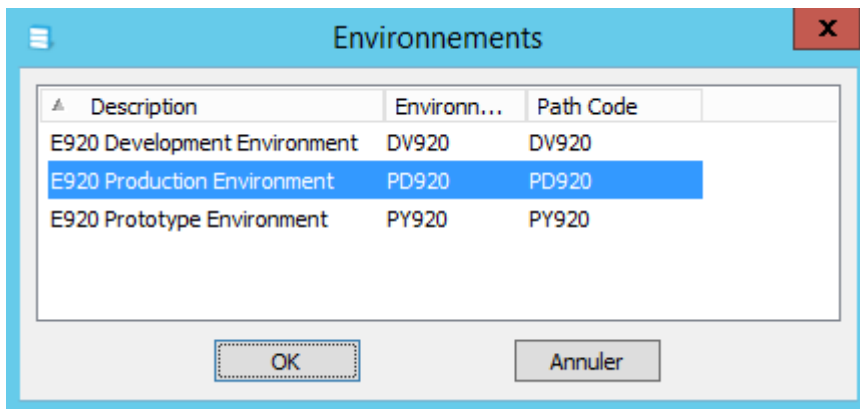 Environnements
x
Description Environn... Path Code
E920 Development Environment DV920 DV920
E920 Production Environment PD920 PD920
E920 Prototype Environment PY920 PY920
OK Annuler